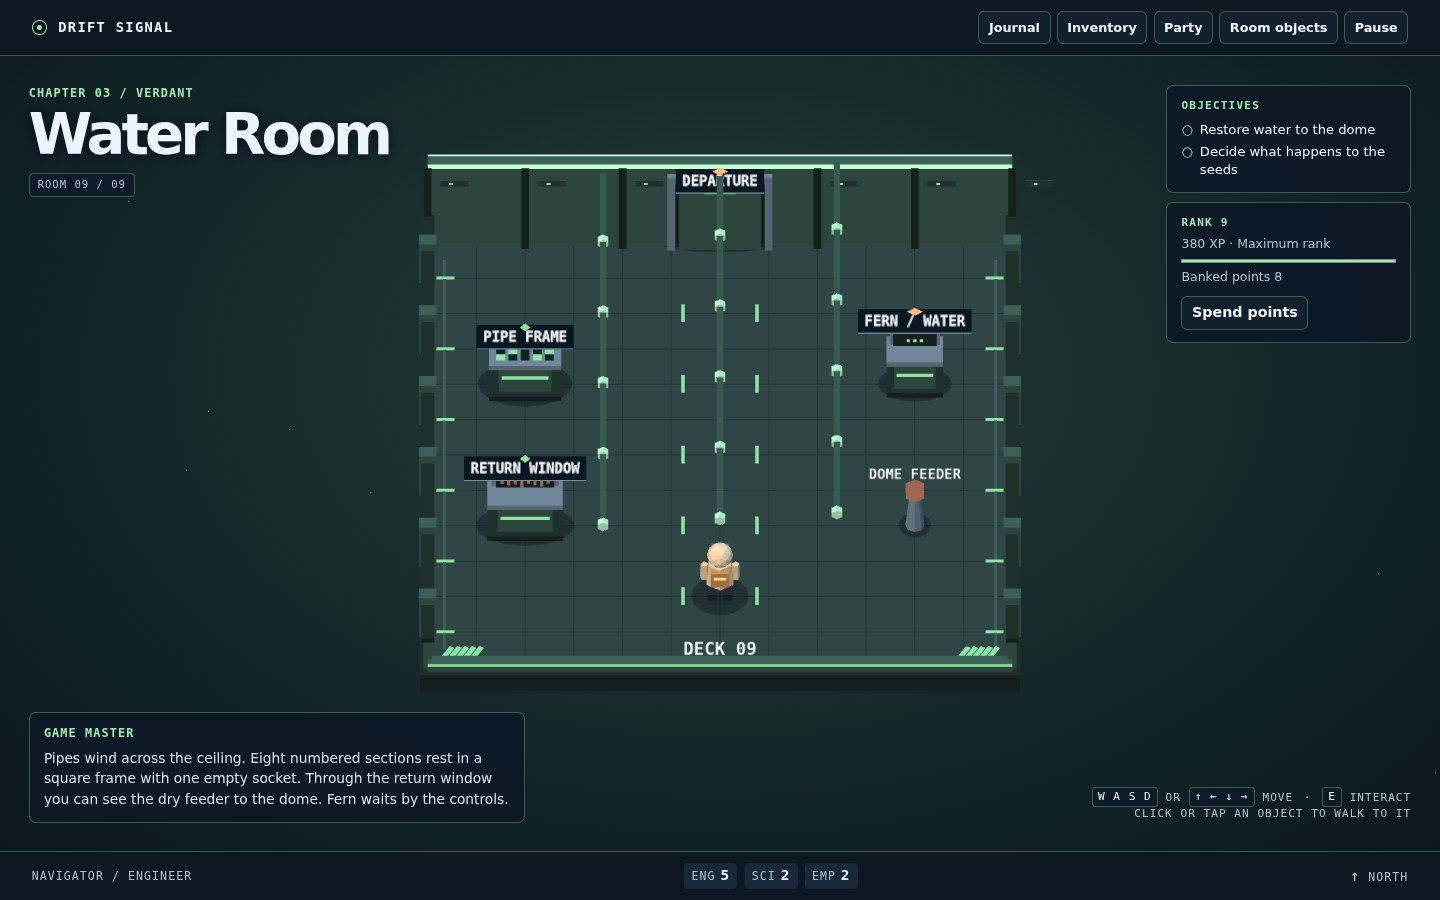 DRIFT SIGNAL
Journal
Inventory
Party
Room objects
Pause
CHAPTER 03 / VERDANT
Water Room
ROOM 09 / 09
OBJECTIVES
Restore water to the dome
Decide what happens to the
seeds
RANK 9
380 XP · Maximum rank
Banked points 8
Spend points
DEPARTURE
FERN / WATER
PIPE FRAME
RETURN WINDOW
DOME FEEDER
DECK 09
GAME MASTER
Pipes wind across the ceiling. Eight numbered sections rest in a
square frame with one empty socket. Through the return window
you can see the dry feeder to the dome. Fern waits by the controls.
W A S D OR ↑ ← ↓ → MOVE · E INTERACT
CLICK OR TAP AN OBJECT TO WALK TO IT
NAVIGATOR / ENGINEER
ENG 5
SCI 2
EMP 2
↑ NORTH